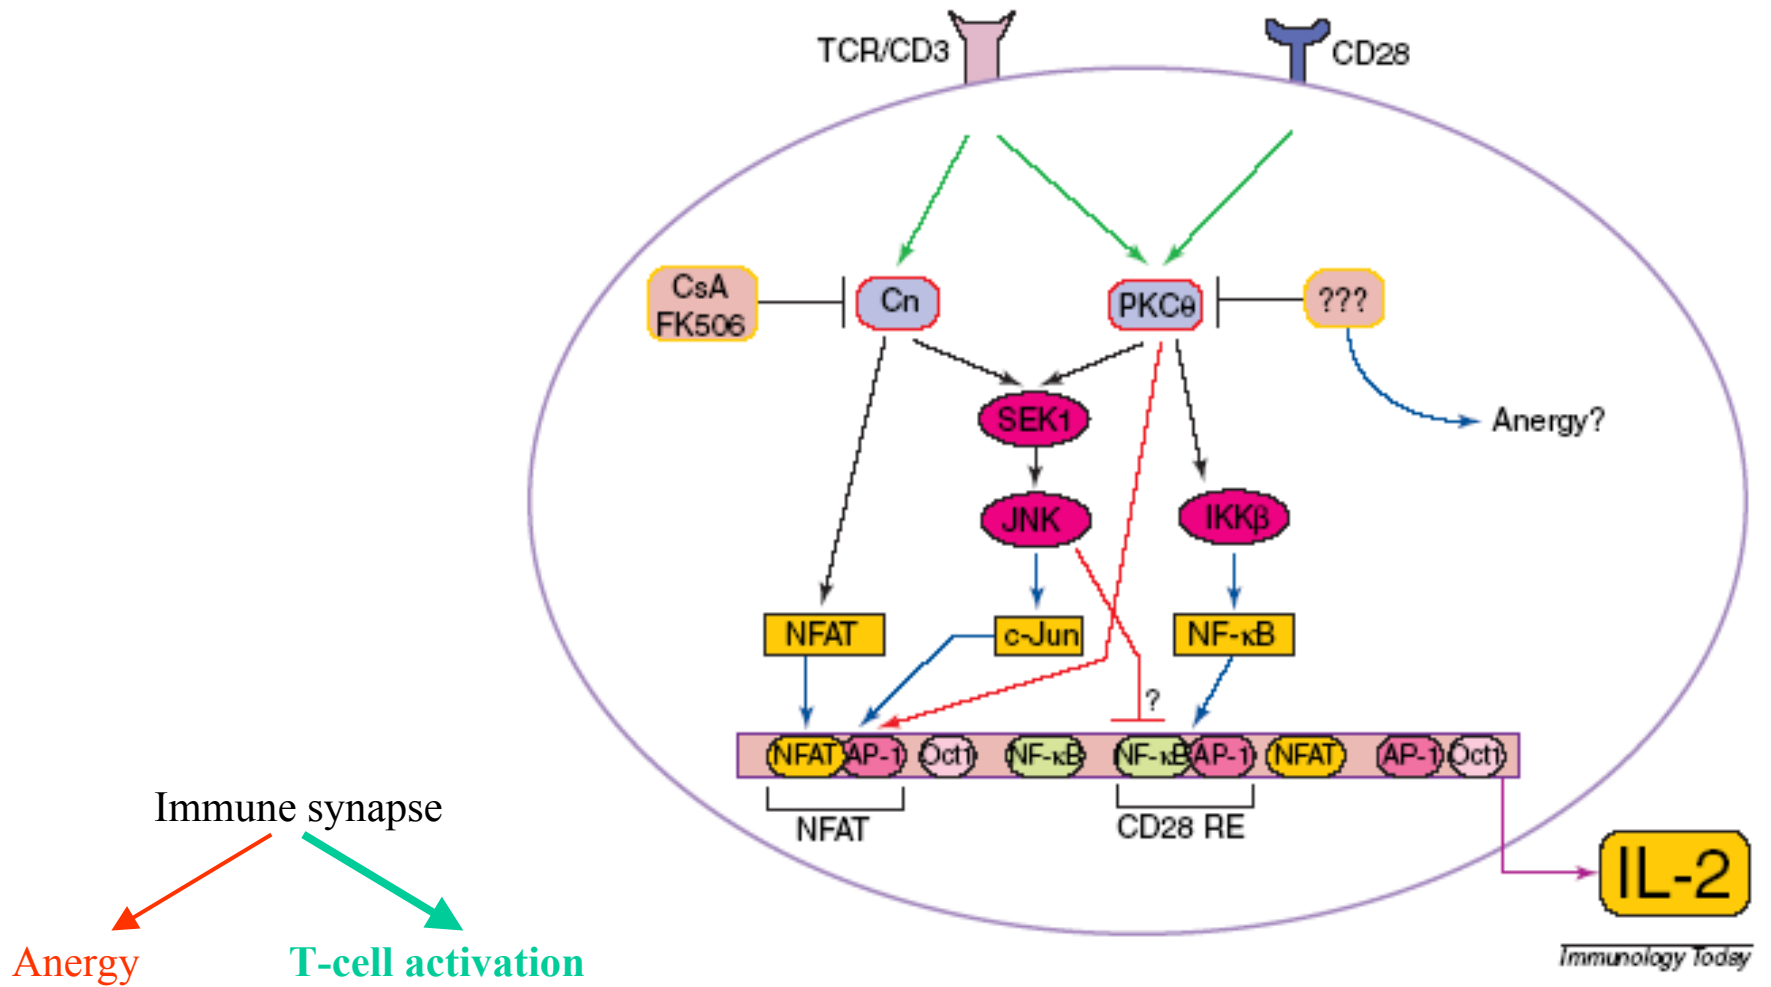 TCR/CD3
CD28
CsA
FK506
Cn
PKCθ
???
SEK1
Anergy?
JNK
IKKβ
NFAT
c-Jun
NF-κB
?
NFAT AP-1 Oct1 NF-κB NF-κB AP-1 NFAT AP-1 Oct1
NFAT
CD28 RE
Immune synapse
IL-2
Anergy
T-cell activation
Immunology Today